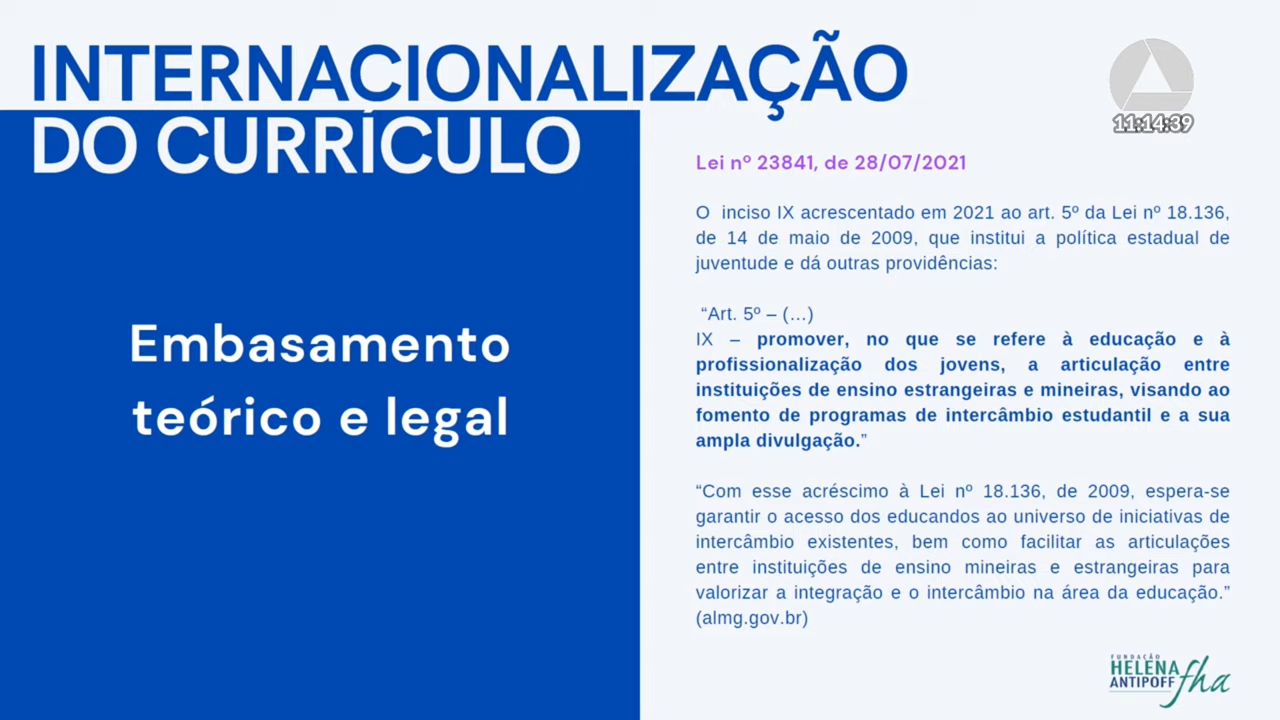 INTERNACIONALIZAÇÃO
DO CURRÍCULO
11:14:39
Embasamento
teórico e legal
Lei nº 23841, de 28/07/2021
O inciso IX acrescentado em 2021 ao art. 5º da Lei nº 18.136,
de 14 de maio de 2009, que institui a política estadual de
juventude e dá outras providências:
“Art. 5º – (...)
IX – promover, no que se refere à educação e à
profissionalização dos jovens, a articulação entre
instituições de ensino estrangeiras e mineiras, visando ao
fomento de programas de intercâmbio estudantil e a sua
ampla divulgação.”
“Com esse acréscimo à Lei nº 18.136, de 2009, espera-se
garantir o acesso dos educandos ao universo de iniciativas de
intercâmbio existentes, bem como facilitar as articulações
entre instituições de ensino mineiras e estrangeiras para
valorizar a integração e o intercâmbio na área da educação.”
(almg.gov.br)
FUNDAÇÃO
HELENA
ANTIPOFF
fha